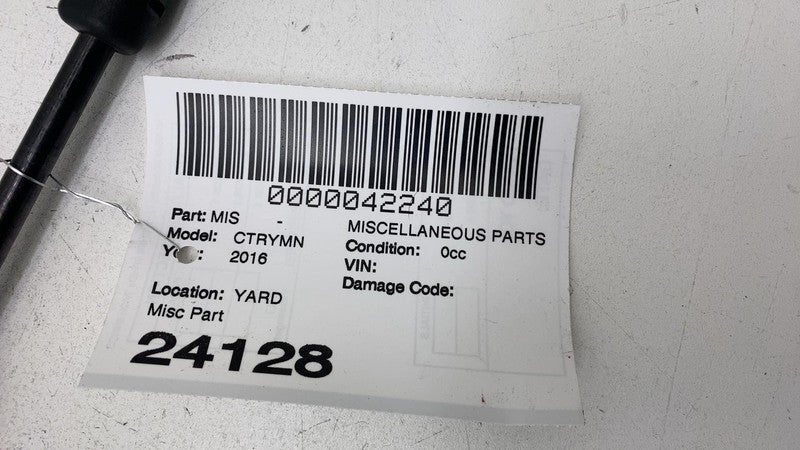 0000042240
Part: MIS - MISCELLANEOUS PARTS
Model: CTRYMN Condition: 0cc
2016 VIN:
Damage Code:
Location: YARD
Misc Part
24128